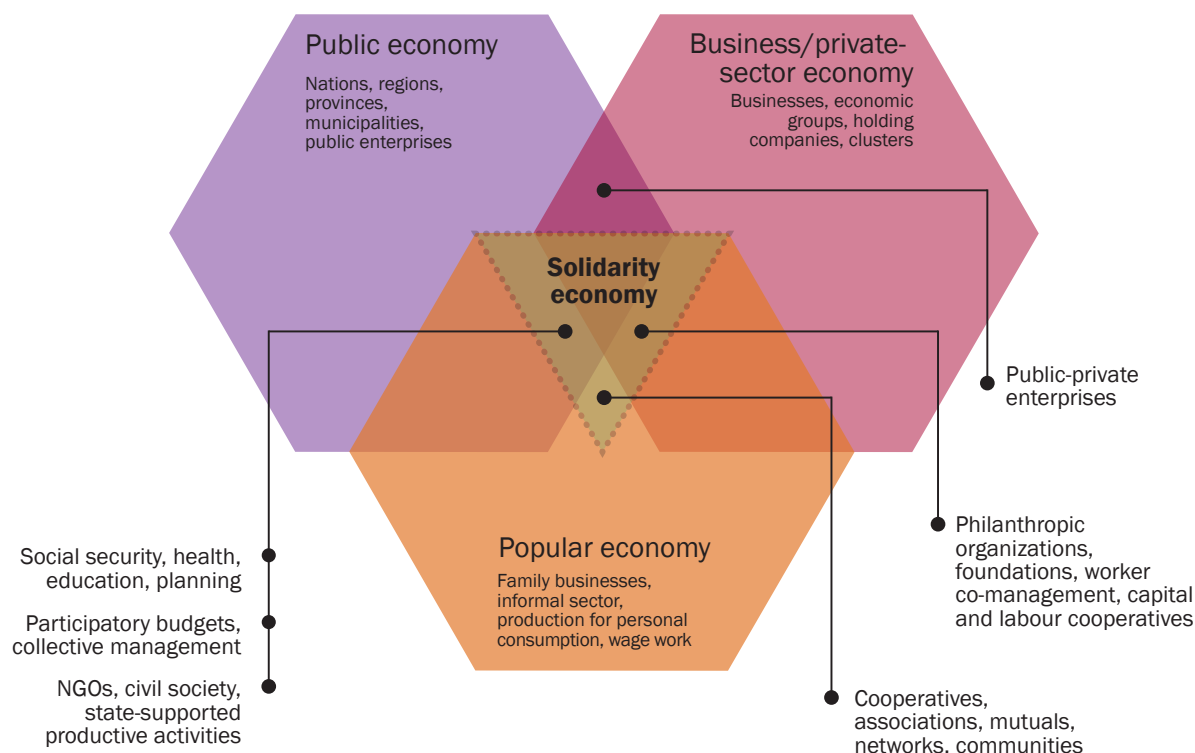 Public economy
Nations, regions,
provinces,
municipalities,
public enterprises
Business/private-
sector economy
Businesses, economic
groups, holding
companies, clusters
Solidarity
economy
Public-private
enterprises
Popular economy
Family businesses,
informal sector,
production for personal
consumption, wage work
Social security, health,
education, planning
Participatory budgets,
collective management
NGOs, civil society,
state-supported
productive activities
Philanthropic
organizations,
foundations, worker
co-management, capital
and labour cooperatives
Cooperatives,
associations, mutuals,
networks, communities